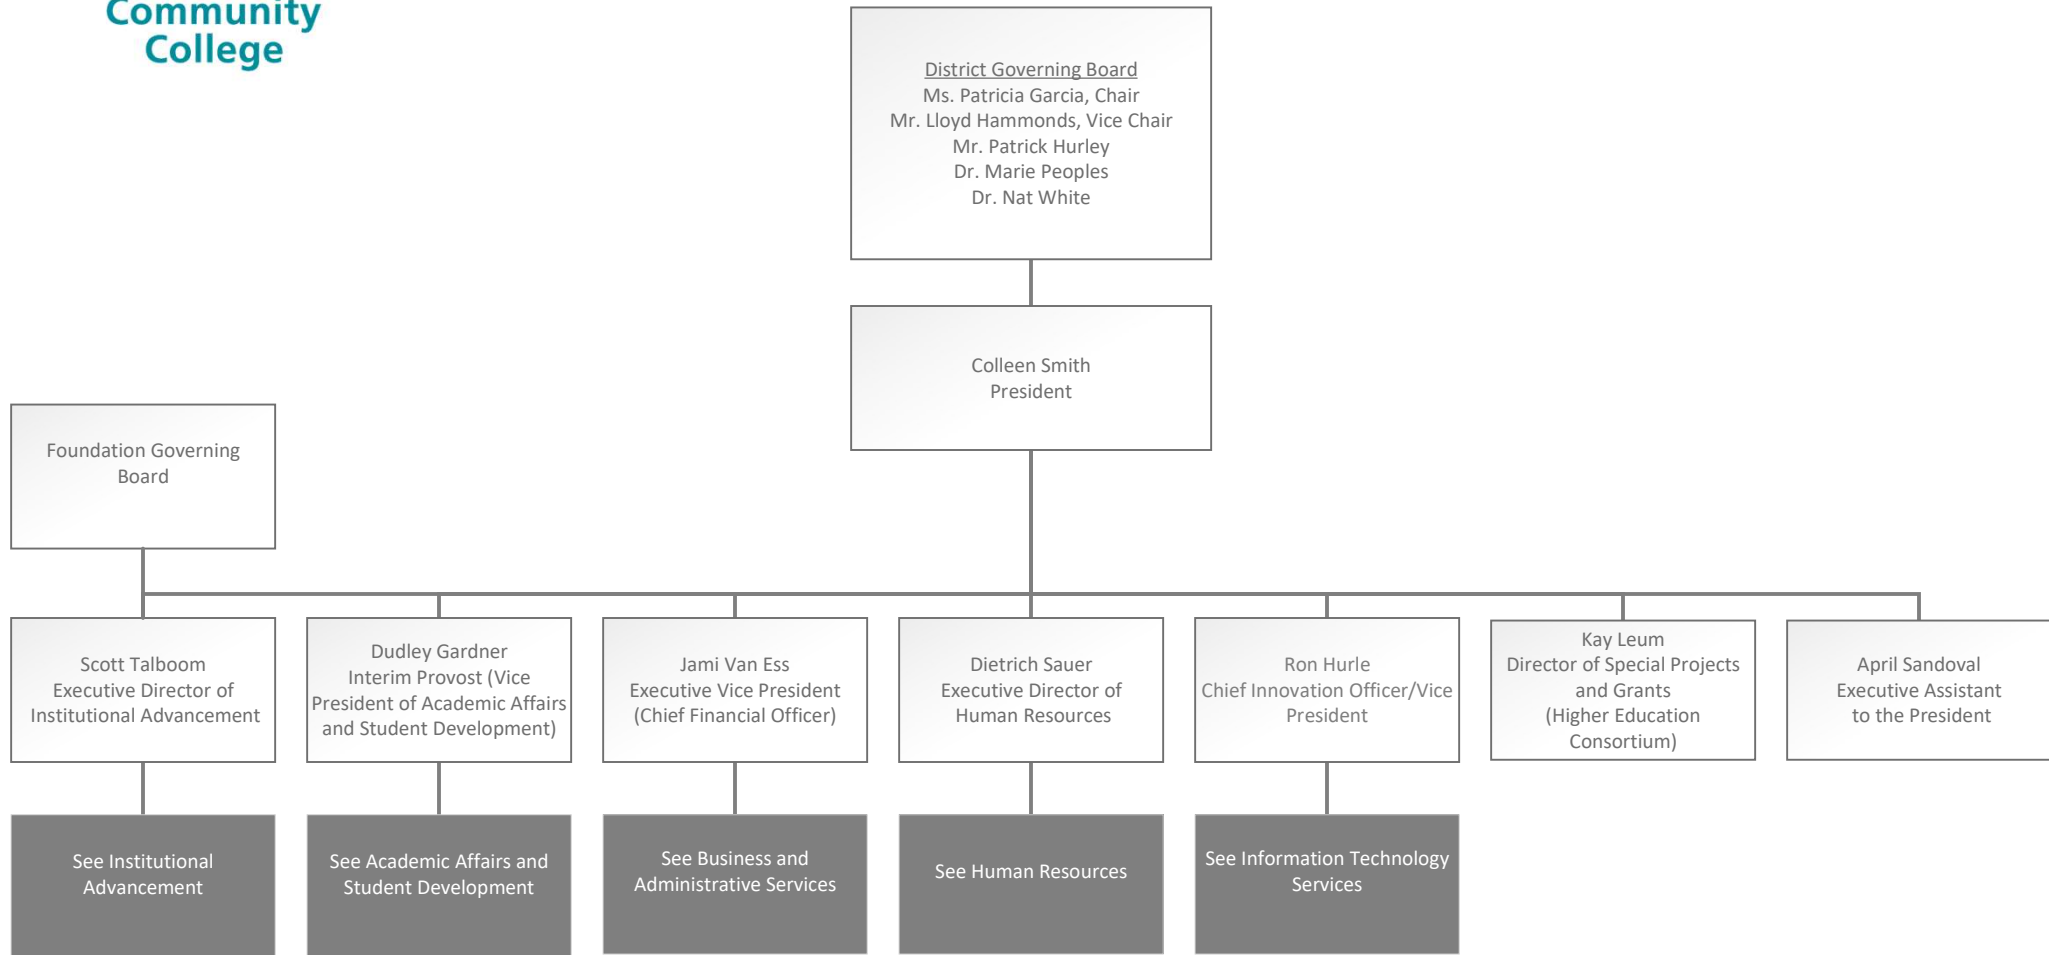 Community
College
District Governing Board
Ms. Patricia Garcia, Chair
Mr. Lloyd Hammonds, Vice Chair
Mr. Patrick Hurley
Dr. Marie Peoples
Dr. Nat White
Colleen Smith
President
Foundation Governing
Board
Scott Talboom
Executive Director of
Institutional Advancement
Dudley Gardner
Interim Provost (Vice
President of Academic Affairs
and Student Development)
Jami Van Ess
Executive Vice President
(Chief Financial Officer)
Dietrich Sauer
Executive Director of
Human Resources
Ron Hurle
Chief Innovation Officer/Vice
President
Kay Leum
Director of Special Projects
and Grants
(Higher Education
Consortium)
April Sandoval
Executive Assistant
to the President
See Institutional
Advancement
See Academic Affairs and
Student Development
See Business and
Administrative Services
See Human Resources
See Information Technology
Services